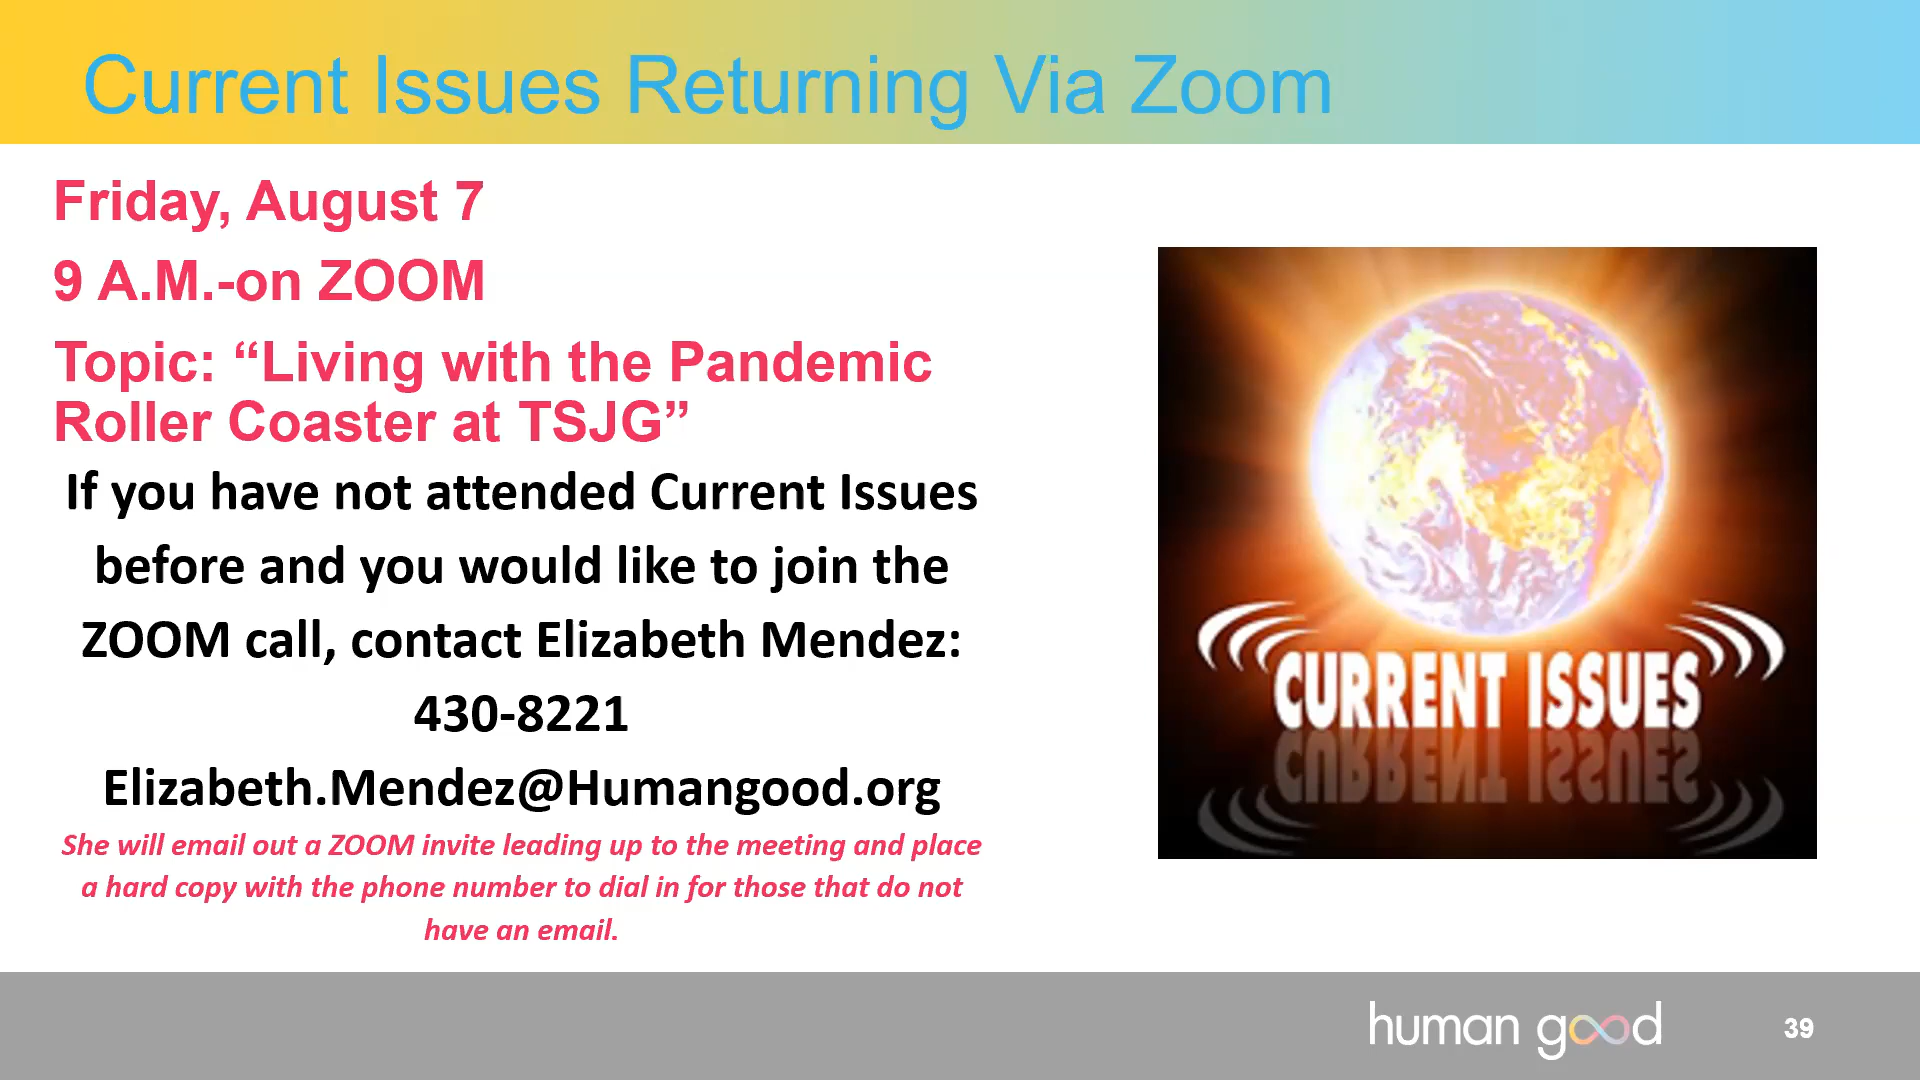 Current Issues Returning Via Zoom
Friday, August 7
9 A.M.-on ZOOM
Topic: “Living with the Pandemic
Roller Coaster at TSJG”
If you have not attended Current Issues
before and you would like to join the
ZOOM call, contact Elizabeth Mendez:
430-8221
Elizabeth.Mendez@Humangood.org
She will email out a ZOOM invite leading up to the meeting and place
a hard copy with the phone number to dial in for those that do not
have an email.
CURRENT ISSUES
human good
39